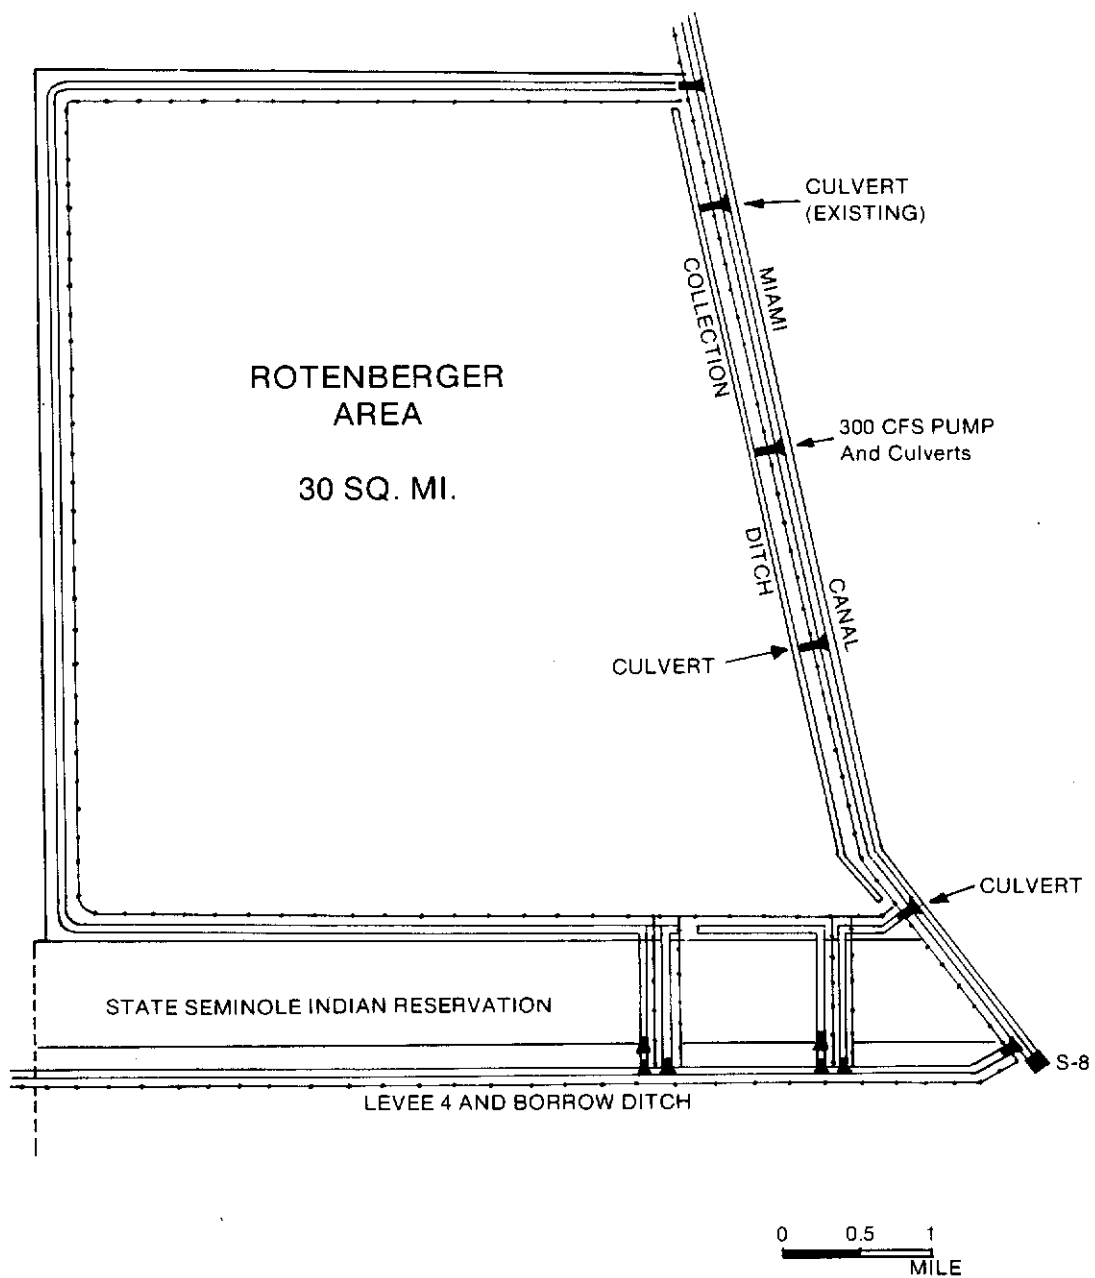 CULVERT
(EXISTING)
MIAMI
COLLECTION
ROTENBERGER
AREA
30 SQ. MI.
300 CFS PUMP
And Culverts
DITCH
CANAL
CULVERT
CULVERT
STATE SEMINOLE INDIAN RESERVATION
S-8
LEVEE 4 AND BORROW DITCH
0 0.5 1
MILE